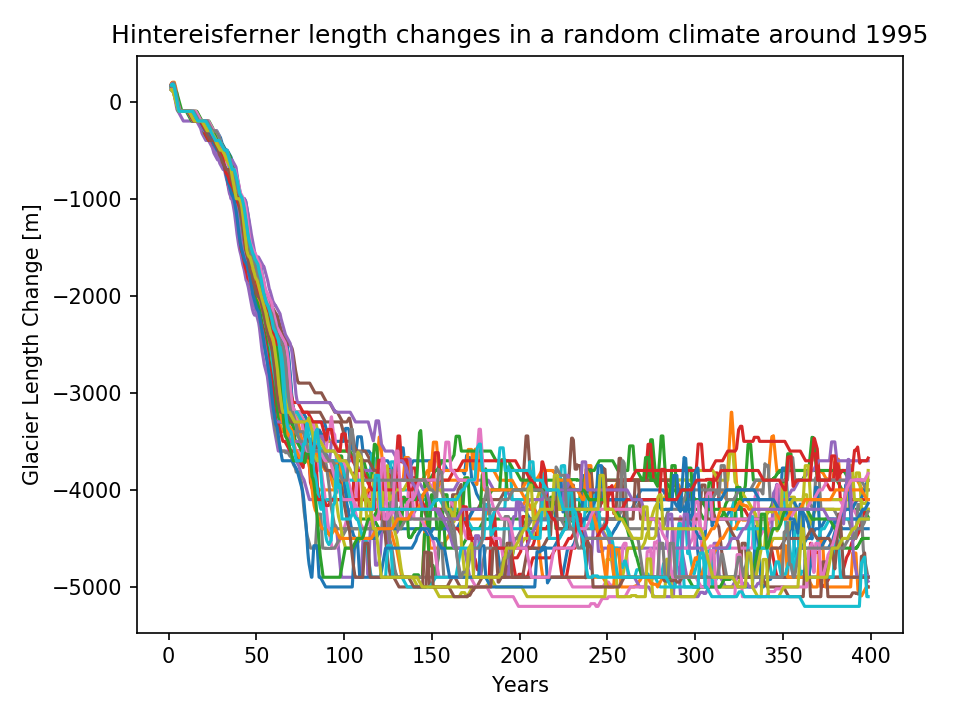 Hintereisferner length changes in a random climate around 1995
Glacier Length Change [m]
0
−1000
−2000
−3000
−4000
−5000
0 50 100 150 200 250 300 350 400
Years